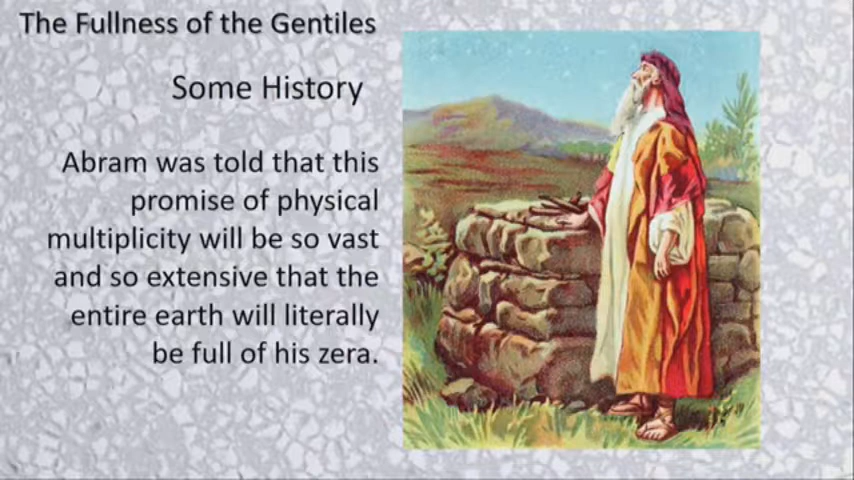 The Fullness of the Gentiles
Some History
Abram was told that this
promise of physical
multiplicity will be so vast
and so extensive that the
entire earth will literally
be full of his zera.